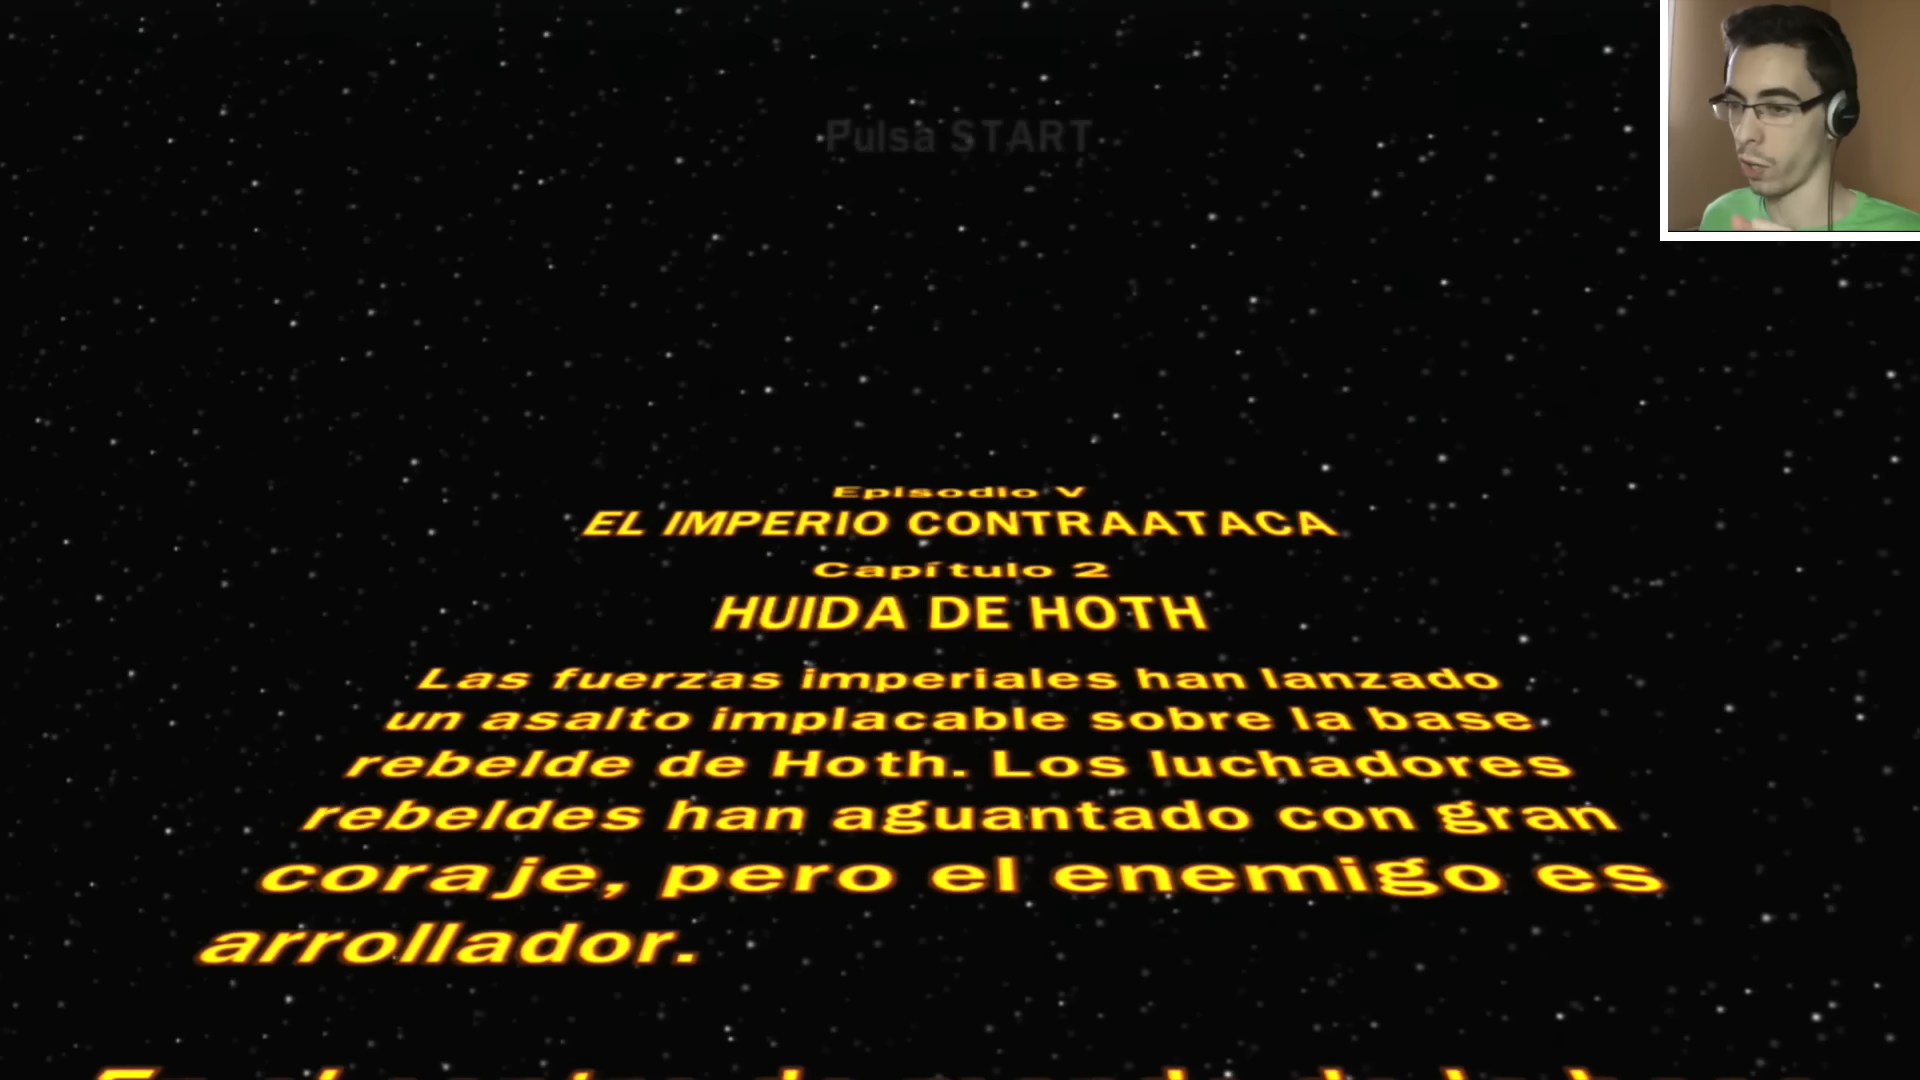 Pulsa START
Episodio V
EL IMPERIO CONTRAATACA
Capítulo 2
HUIDA DE HOTH
Las fuerzas imperiales han lanzado
un asalto implacable sobre la base
rebelde de Hoth. Los luchadores
rebeldes han aguantado con gran
coraje, pero el enemigo es
arrollador.